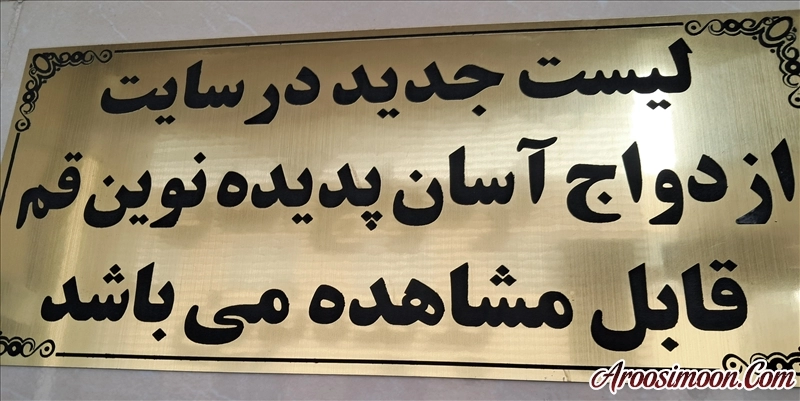 لیست جدید در سایت
ازدواج آسان پدیده نوین قم
قابل مشاهده می باشد
Aroosimoon.Com